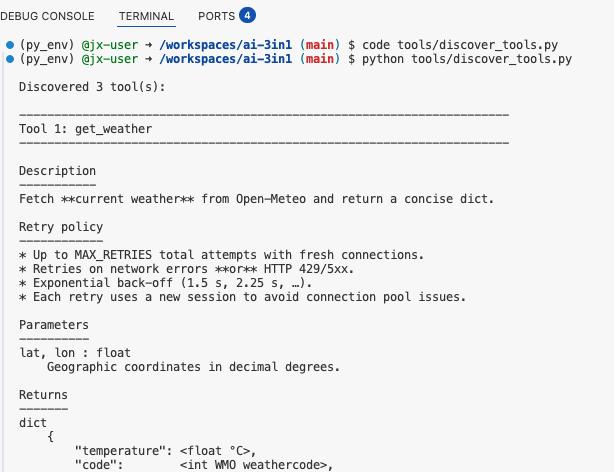 DEBUG CONSOLE TERMINAL PORTS 4
(py_env) @jx-user ➜ /workspaces/ai-3in1 (main) $ code tools/discover_tools.py
(py_env) @jx-user ➜ /workspaces/ai-3in1 (main) $ python tools/discover_tools.py
Discovered 3 tool(s):
──────────────────────────────────────────────────────────────────────
Tool 1: get_weather
──────────────────────────────────────────────────────────────────────
Description
-----------
Fetch **current weather** from Open-Meteo and return a concise dict.
Retry policy
------------
* Up to MAX_RETRIES total attempts with fresh connections.
* Retries on network errors **or** HTTP 429/5xx.
* Exponential back-off (1.5 s, 2.25 s, …).
* Each retry uses a new session to avoid connection pool issues.
Parameters
----------
lat, lon : float
    Geographic coordinates in decimal degrees.
Returns
-------
dict
    {
        "temperature": <float °C>,
        "code":        <int WMO weathercode>,